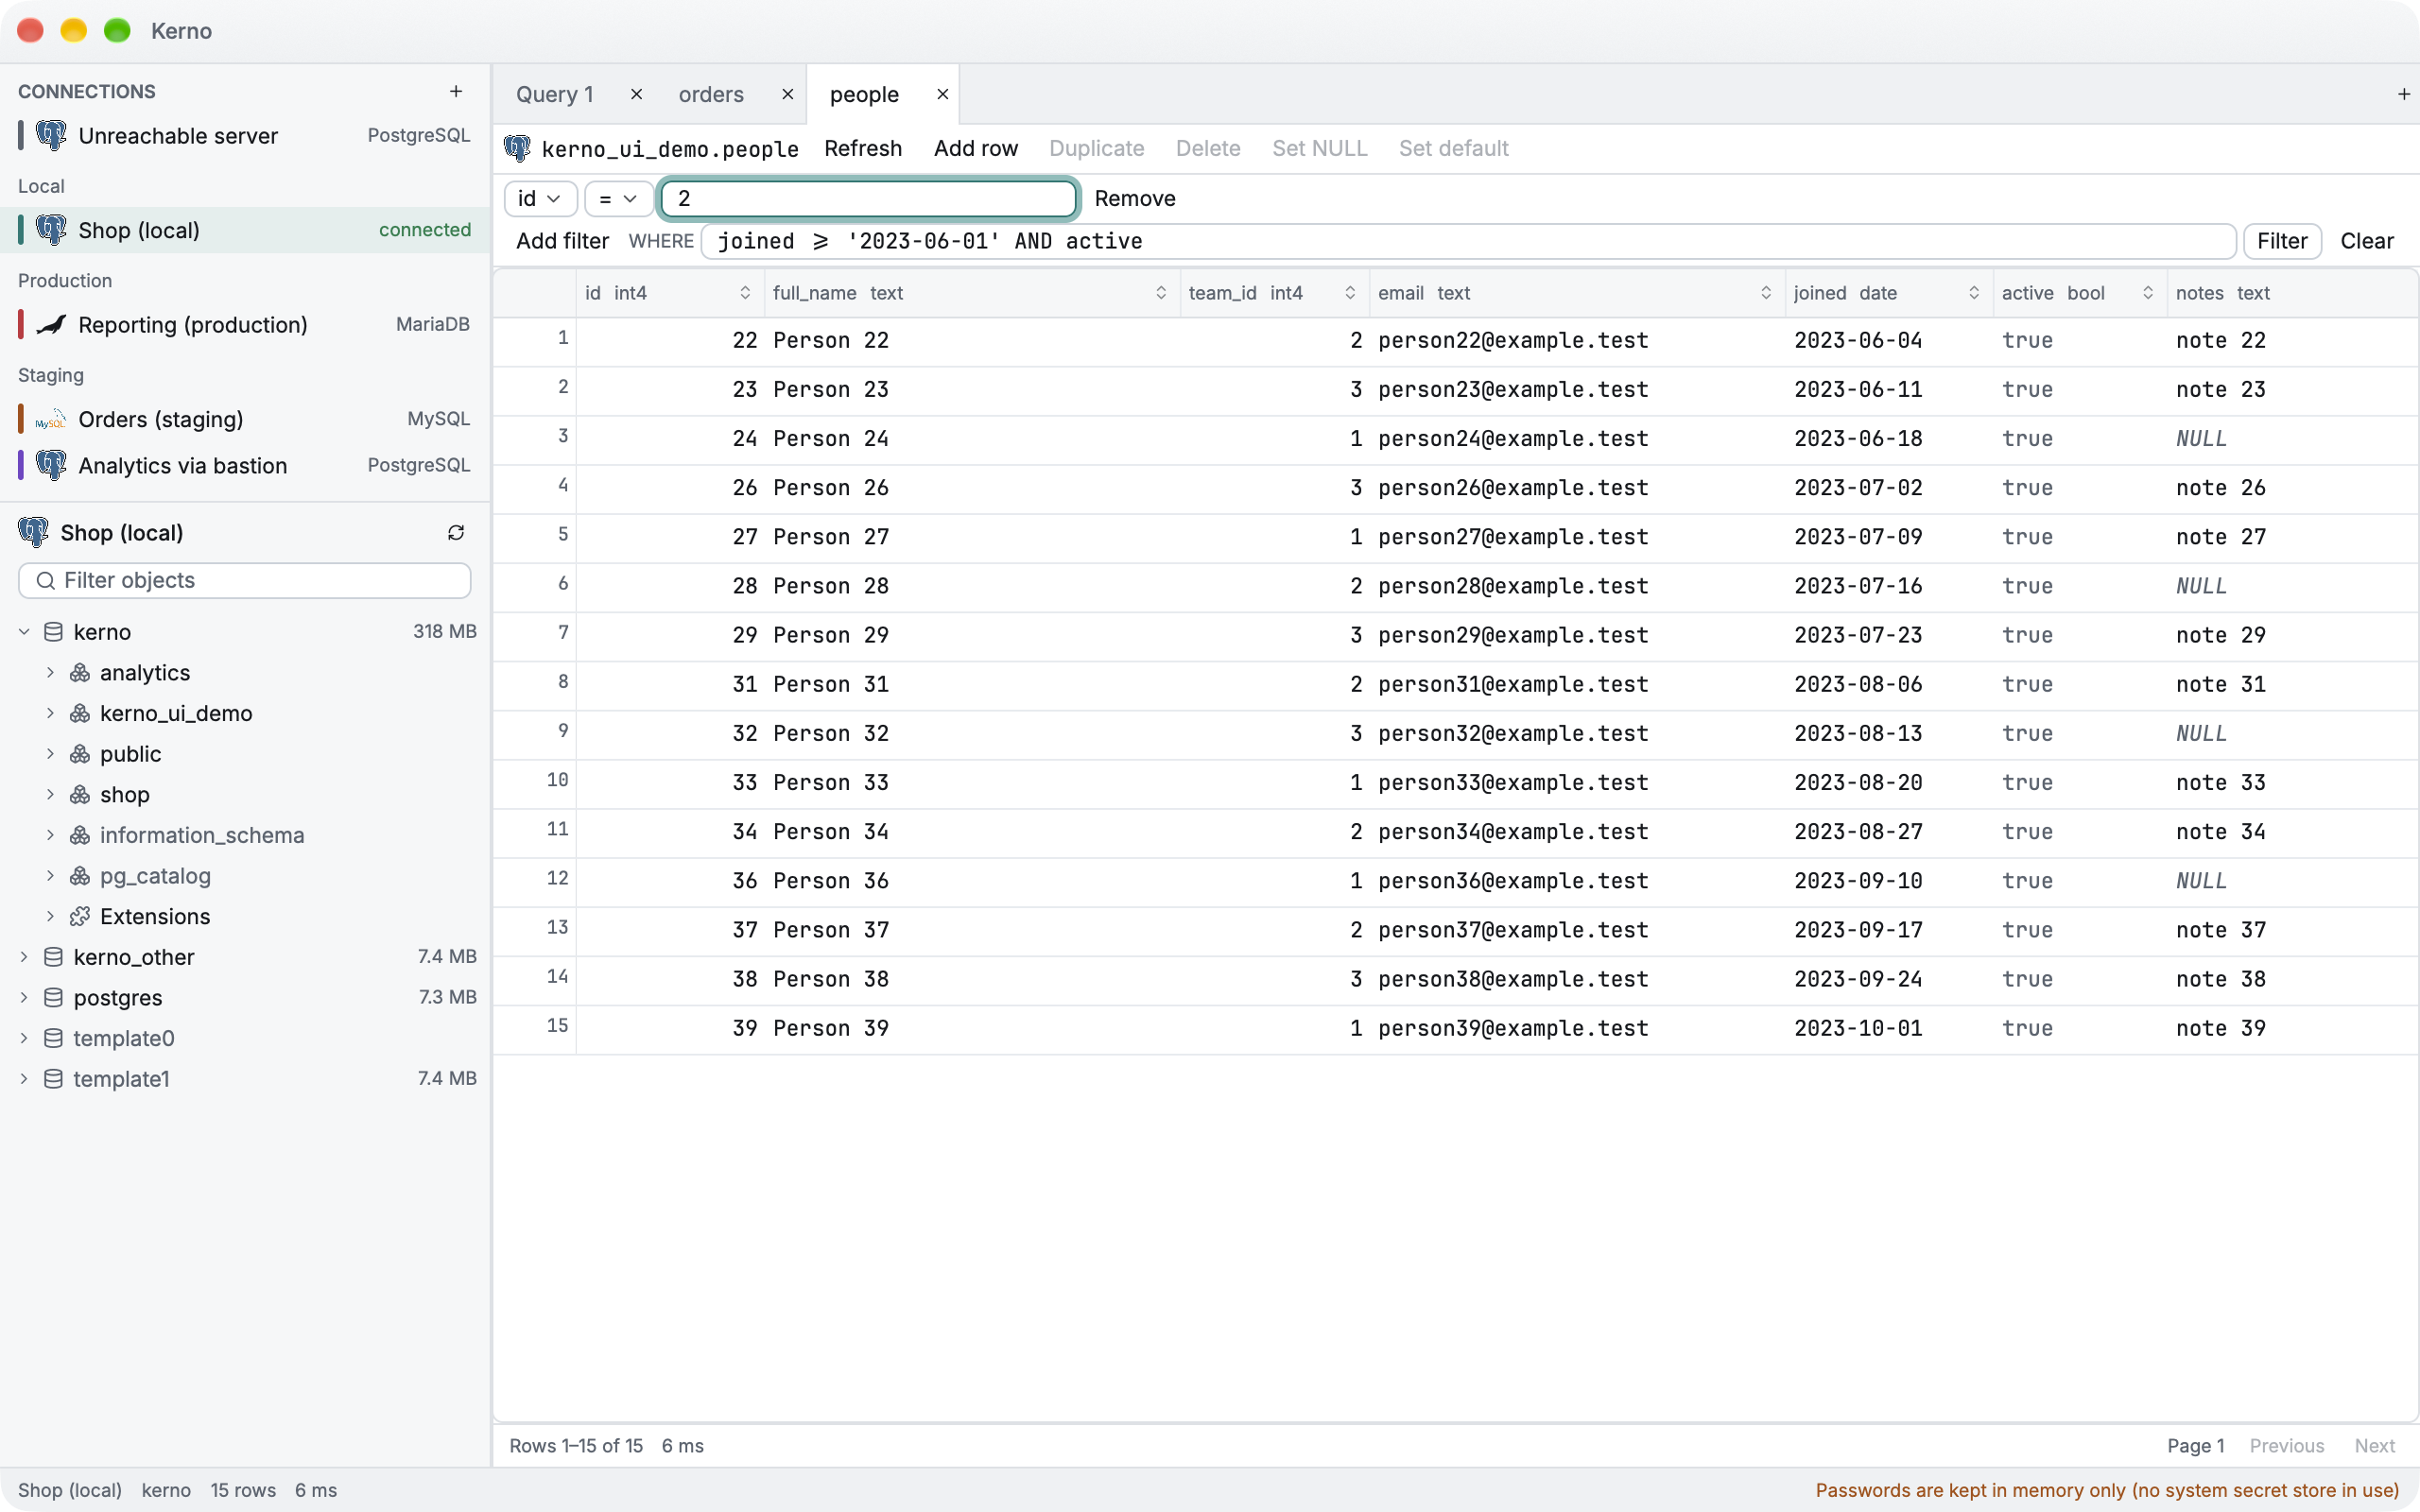 Kerno
CONNECTIONS +
Unreachable server PostgreSQL
Local
Shop (local) connected
Production
Reporting (production) MariaDB
Staging
MySQL Orders (staging) MySQL
Analytics via bastion PostgreSQL
Shop (local)
Filter objects
kerno 318 MB
analytics
kerno_ui_demo
public
shop
information_schema
pg_catalog
Extensions
kerno_other 7.4 MB
postgres 7.3 MB
template0
template1 7.4 MB
Query 1 × orders × people × +
kerno_ui_demo.people Refresh Add row Duplicate Delete Set NULL Set default
id = 2 Remove
Add filter WHERE joined >= '2023-06-01' AND active Filter Clear
id int4 full_name text team_id int4 email text joined date active bool notes text
1 22 Person 22 2 person22@example.test 2023-06-04 true note 22
2 23 Person 23 3 person23@example.test 2023-06-11 true note 23
3 24 Person 24 1 person24@example.test 2023-06-18 true NULL
4 26 Person 26 3 person26@example.test 2023-07-02 true note 26
5 27 Person 27 1 person27@example.test 2023-07-09 true note 27
6 28 Person 28 2 person28@example.test 2023-07-16 true NULL
7 29 Person 29 3 person29@example.test 2023-07-23 true note 29
8 31 Person 31 2 person31@example.test 2023-08-06 true note 31
9 32 Person 32 3 person32@example.test 2023-08-13 true NULL
10 33 Person 33 1 person33@example.test 2023-08-20 true note 33
11 34 Person 34 2 person34@example.test 2023-08-27 true note 34
12 36 Person 36 1 person36@example.test 2023-09-10 true NULL
13 37 Person 37 2 person37@example.test 2023-09-17 true note 37
14 38 Person 38 3 person38@example.test 2023-09-24 true note 38
15 39 Person 39 1 person39@example.test 2023-10-01 true note 39
Rows 1–15 of 15 6 ms Page 1 Previous Next
Shop (local) kerno 15 rows 6 ms Passwords are kept in memory only (no system secret store in use)